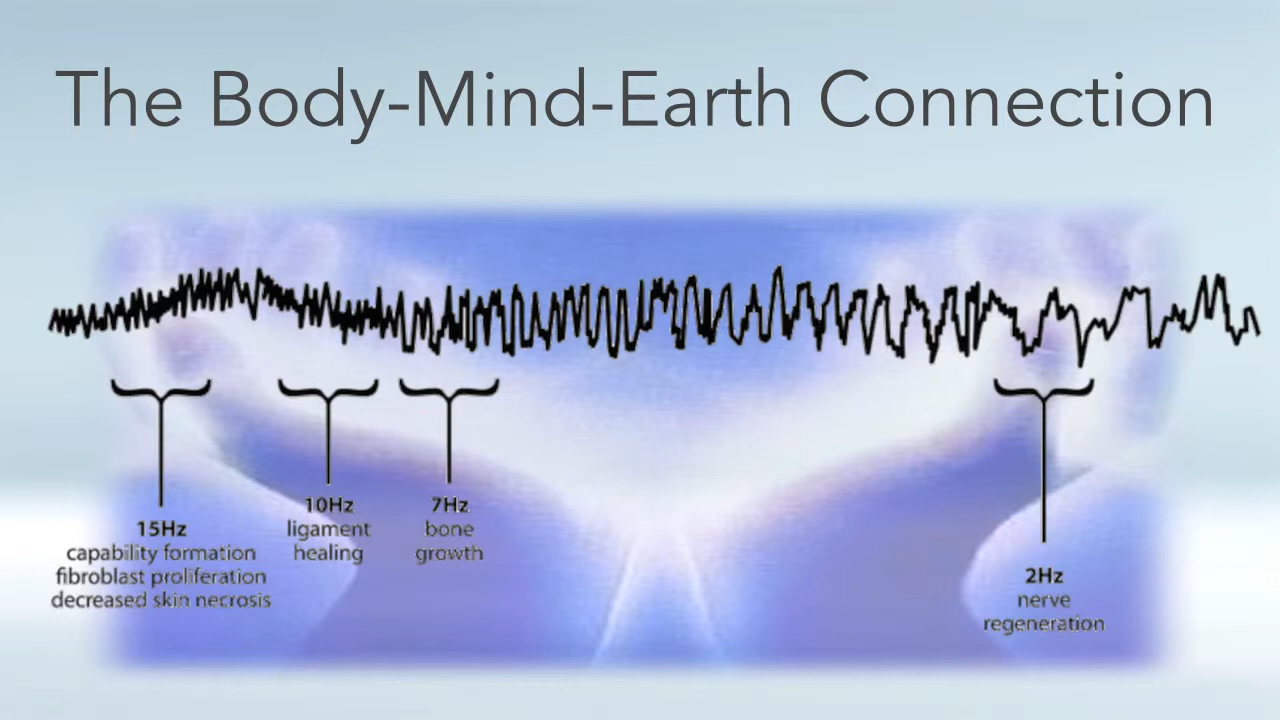 The Body-Mind-Earth Connection
15Hz
capability formation
fibroblast proliferation
decreased skin necrosis
10Hz
ligament
healing
7Hz
bone
growth
2Hz
nerve
regeneration